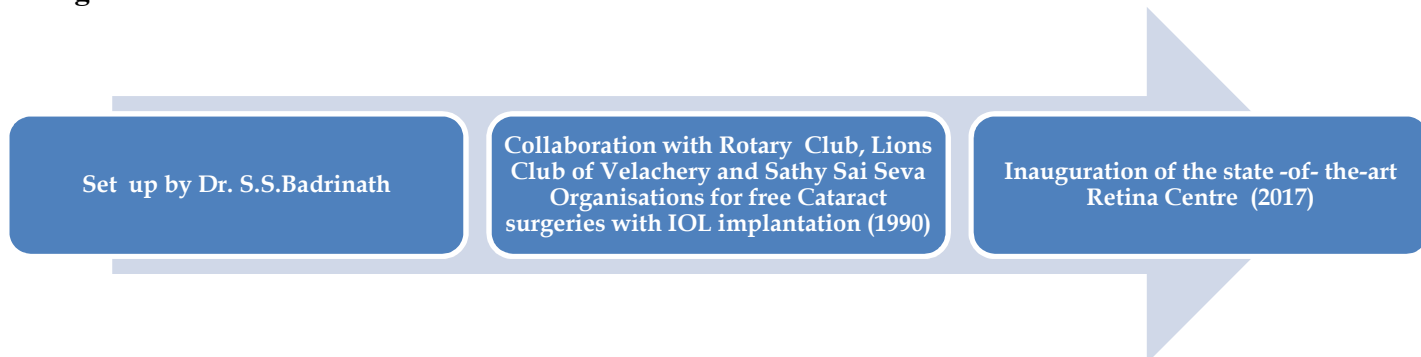 Set up by Dr. S.S.Badrinath
Collaboration with Rotary Club, Lions
Club of Velachery and Sathy Sai Seva
Organisations for free Cataract
surgeries with IOL implantation (1990)
Inauguration of the state -of- the-art
Retina Centre (2017)